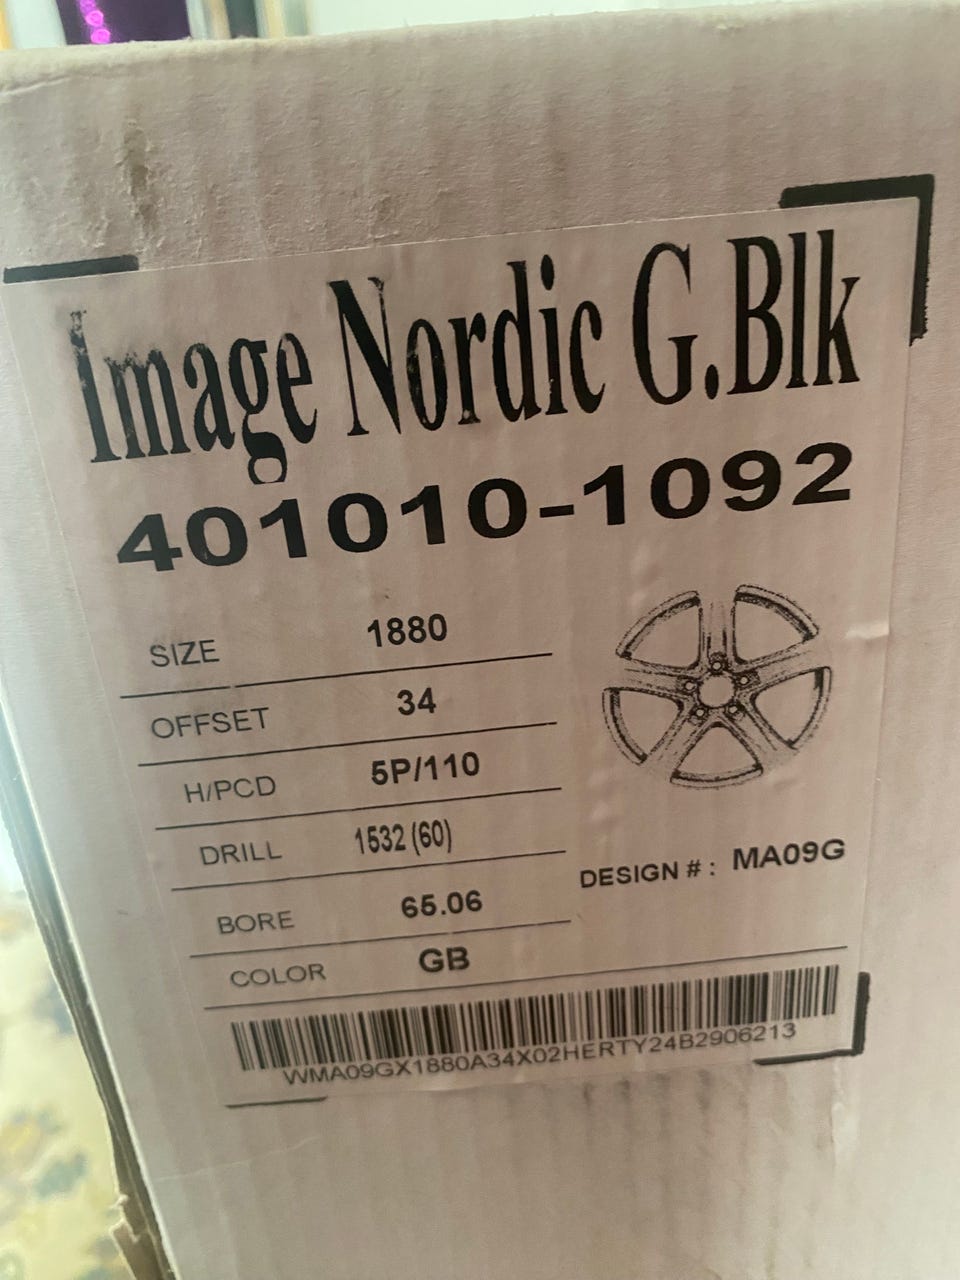 Image Nordic G.Blk
401010-1092
SIZE 1880
OFFSET 34
H/PCD 5P/110
DRILL 1532 (60)
BORE 65.06
COLOR GB
DESIGN # : MA09G
WMA09GX1880A34X02HERTY24B2906213